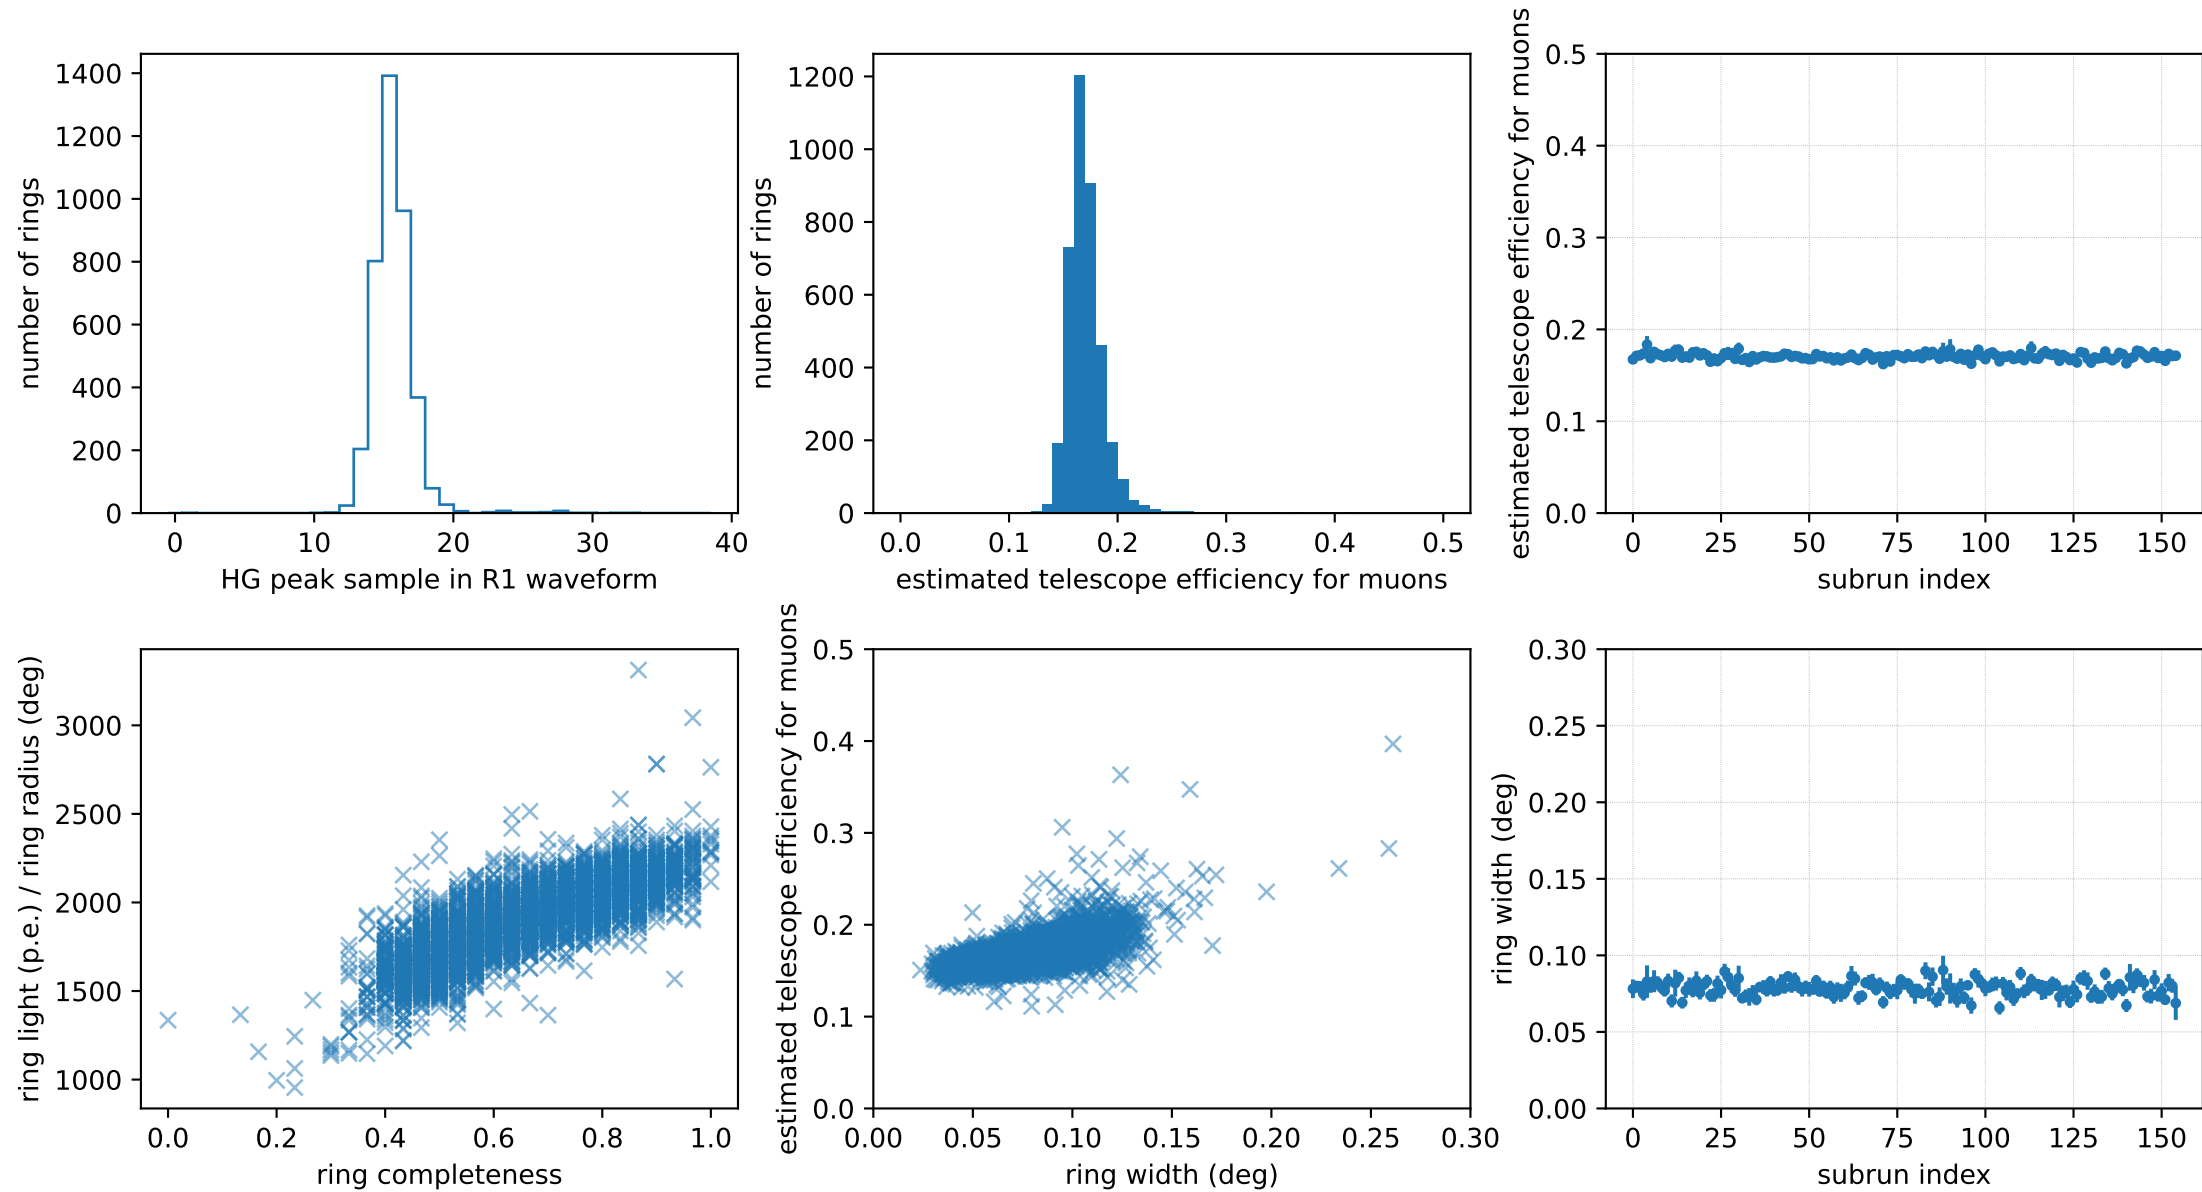 number of rings
1400
1200
1000
800
600
400
200
0
0 10 20 30 40
HG peak sample in R1 waveform
number of rings
1200
1000
800
600
400
200
0
0.0 0.1 0.2 0.3 0.4 0.5
estimated telescope efficiency for muons
estimated telescope efficiency for muons
0.5
0.4
0.3
0.2
0.1
0.0
0 25 50 75 100 125 150
subrun index
ring light (p.e.) / ring radius (deg)
3000
2500
2000
1500
1000
0.0 0.2 0.4 0.6 0.8 1.0
ring completeness
estimated telescope efficiency for muons
0.5
0.4
0.3
0.2
0.1
0.0
0.00 0.05 0.10 0.15 0.20 0.25 0.30
ring width (deg)
ring width (deg)
0.30
0.25
0.20
0.15
0.10
0.05
0.00
0 25 50 75 100 125 150
subrun index